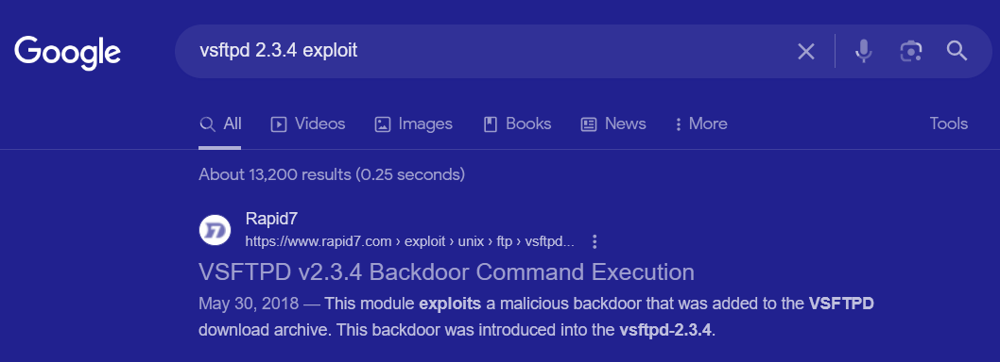 Google
vsftpd 2.3.4 exploit
All Videos Images Books News More Tools
About 13,200 results (0.25 seconds)
Rapid7
https://www.rapid7.com › exploit › unix › ftp › vsftpd...
VSFTPD v2.3.4 Backdoor Command Execution
May 30, 2018 — This module exploits a malicious backdoor that was added to the VSFTPD
download archive. This backdoor was introduced into the vsftpd-2.3.4.